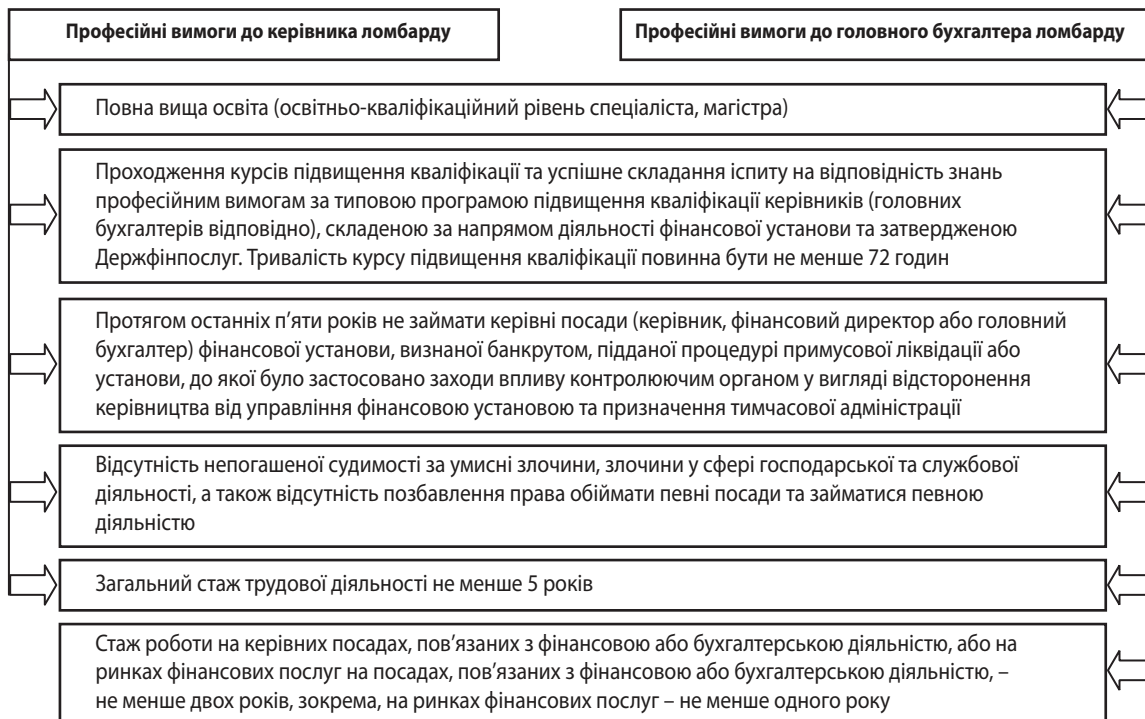 Професійні вимоги до керівника ломбарду
Професійні вимоги до головного бухгалтера ломбарду
Повна вища освіта (освітньо-кваліфікаційний рівень спеціаліста, магістра)
Проходження курсів підвищення кваліфікації та успішне складання іспиту на відповідність знань
професійним вимогам за типовою програмою підвищення кваліфікації керівників (головних
бухгалтерів відповідно), складеною за напрямом діяльності фінансової установи та затвердженою
Держфінпослуг. Тривалість курсу підвищення кваліфікації повинна бути не менше 72 годин
Протягом останніх п’яти років не займати керівні посади (керівник, фінансовий директор або головний
бухгалтер) фінансової установи, визнаної банкрутом, підданої процедурі примусової ліквідації або
установи, до якої було застосовано заходи впливу контролюючим органом у вигляді відсторонення
керівництва від управління фінансовою установою та призначення тимчасової адміністрації
Відсутність непогашеної судимості за умисні злочини, злочини у сфері господарської та службової
діяльності, а також відсутність позбавлення права обіймати певні посади та займатися певною
діяльністю
Загальний стаж трудової діяльності не менше 5 років
Стаж роботи на керівних посадах, пов’язаних з фінансовою або бухгалтерською діяльністю, або на
ринках фінансових послуг на посадах, пов’язаних з фінансовою або бухгалтерською діяльністю, –
не менше двох років, зокрема, на ринках фінансових послуг – не менше одного року